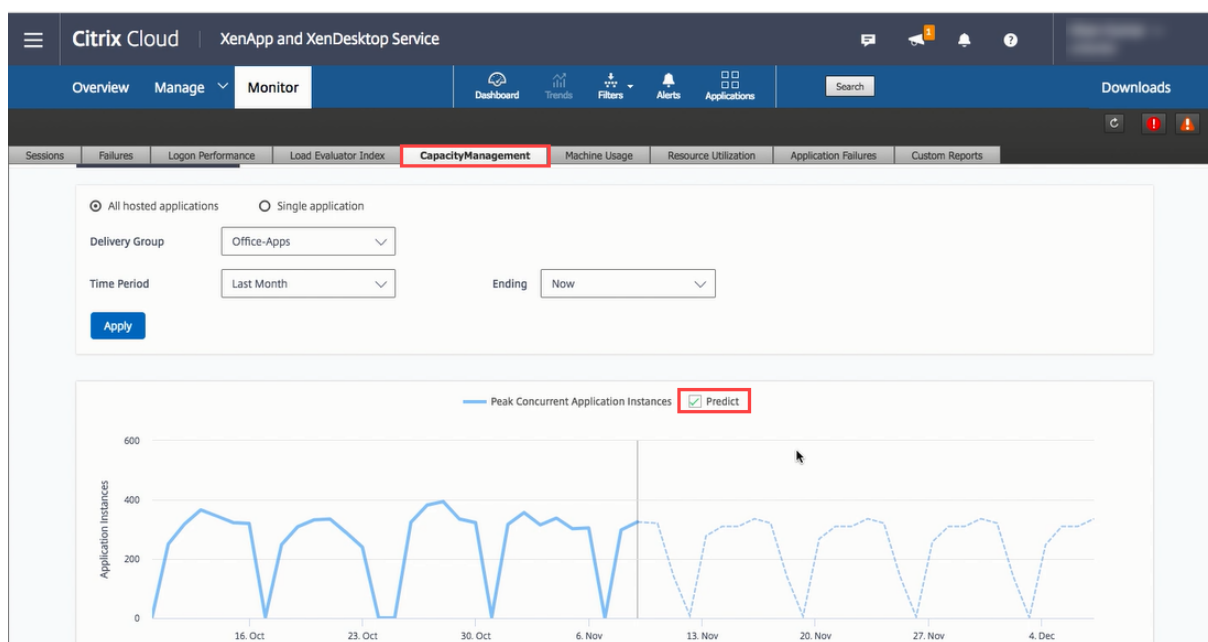 Citrix Cloud XenApp and XenDesktop Service 1 ?
Overview Manage Monitor Dashboard Trends Filters Alerts Applications Search Downloads
Sessions Failures Logon Performance Load Evaluator Index CapacityManagement Machine Usage Resource Utilization Application Failures Custom Reports
All hosted applications Single application
Delivery Group Office-Apps
Time Period Last Month Ending Now
Apply
Peak Concurrent Application Instances Predict
Application Instances
600
400
200
0
16. Oct 23. Oct 30. Oct 6. Nov 13. Nov 20. Nov 27. Nov 4. Dec